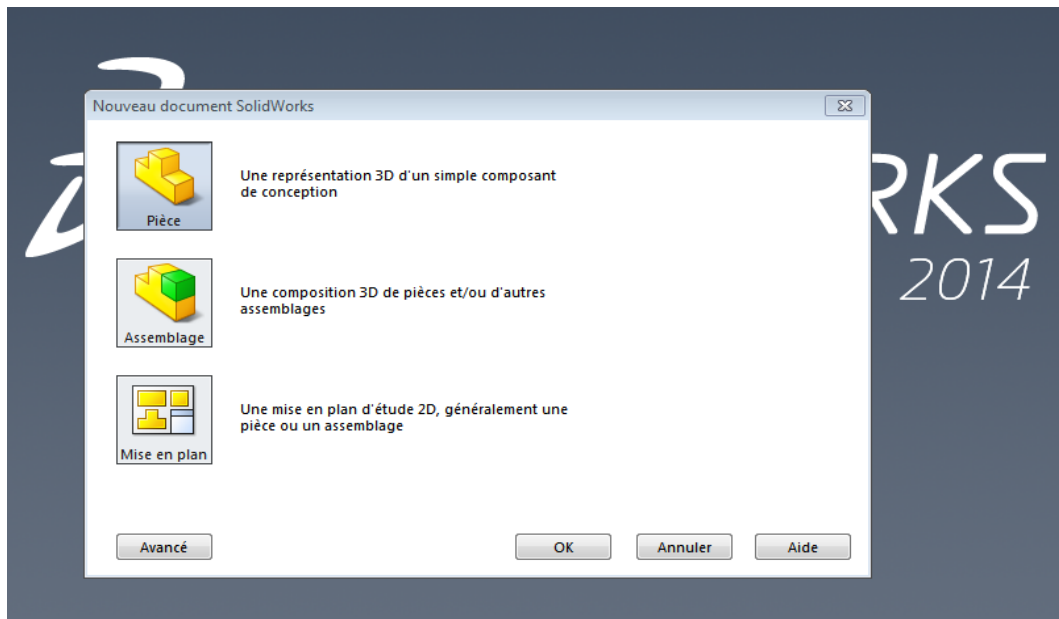 Nouveau document SolidWorks
RKS
2014
Pièce
Une représentation 3D d'un simple composant
de conception
Assemblage
Une composition 3D de pièces et/ou d'autres
assemblages
Mise en plan
Une mise en plan d'étude 2D, généralement une
pièce ou un assemblage
Avancé
OK
Annuler
Aide